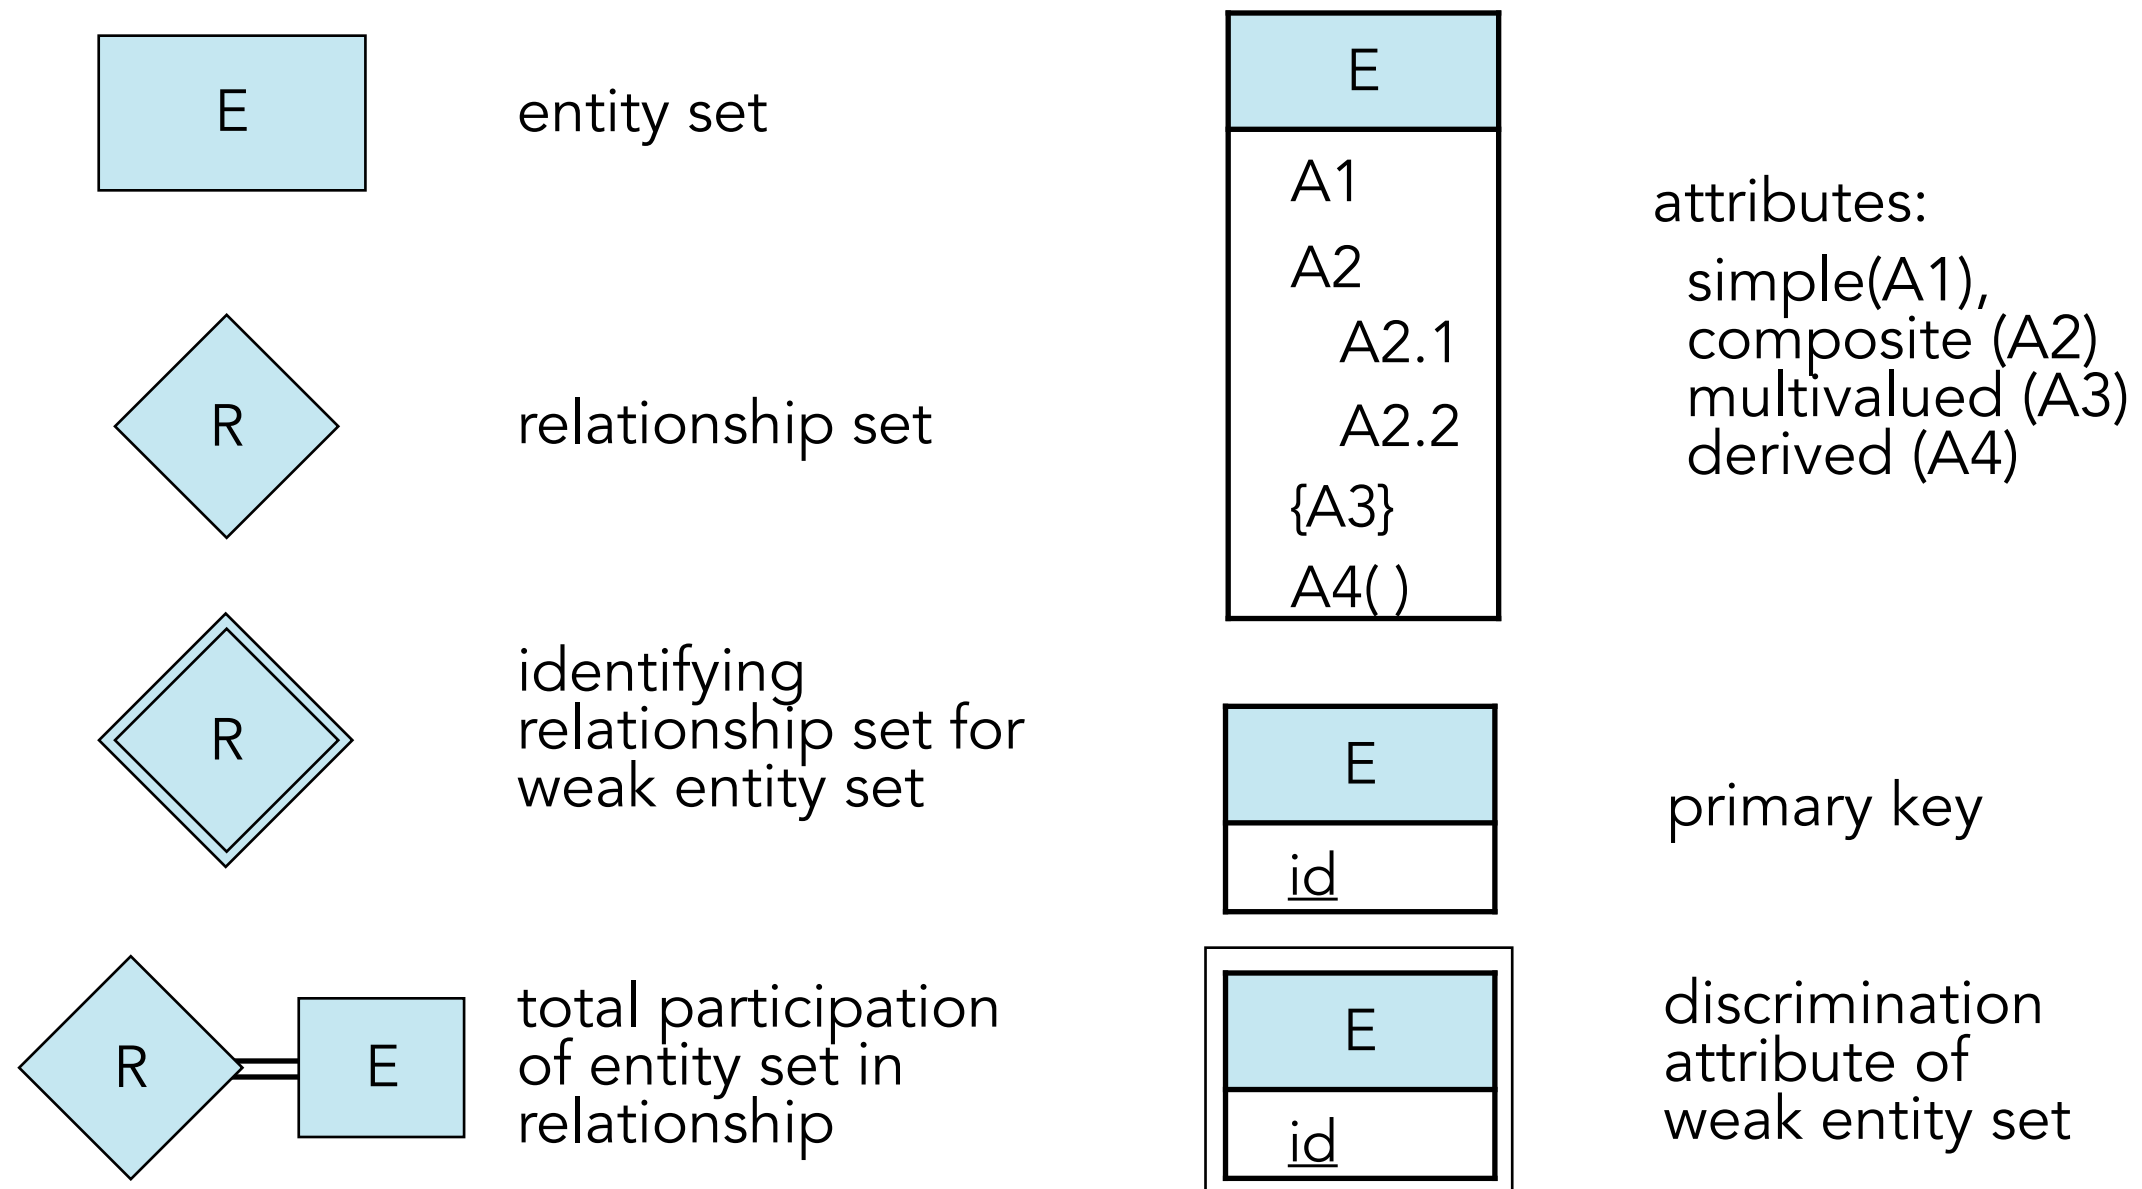 E
entity set
R
relationship set
R
identifying
relationship set for
weak entity set
R
E
total participation
of entity set in
relationship
E
A1
A2
A2.1
A2.2
{A3}
A4( )
attributes:
simple(A1),
composite (A2)
multivalued (A3)
derived (A4)
E
id
primary key
E
id
discrimination
attribute of
weak entity set